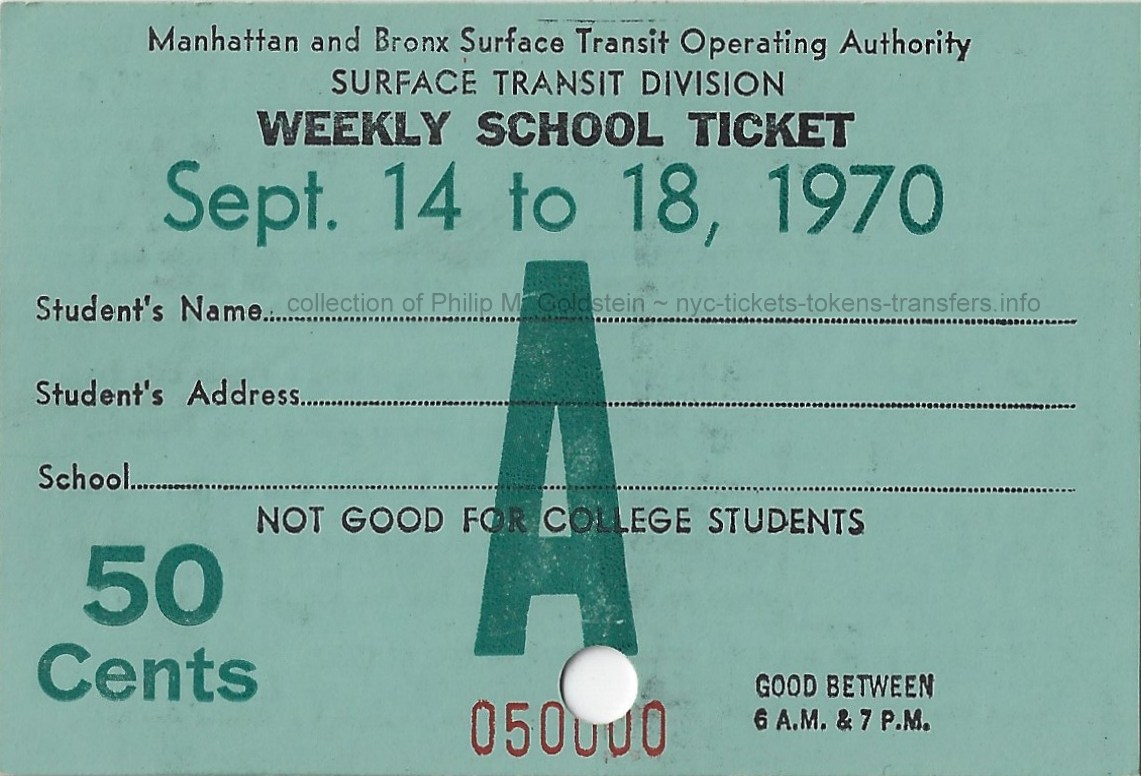 Manhattan and Bronx Surface Transit Operating Authority
SURFACE TRANSIT DIVISION
WEEKLY SCHOOL TICKET
Sept. 14 to 18, 1970
A
Student's Name
collection of Philip M. Goldstein ~ nyc-tickets-tokens-transfers.info
Student's Address
School
NOT GOOD FOR COLLEGE STUDENTS
50
Cents
050000
GOOD BETWEEN
6 A.M. & 7 P.M.